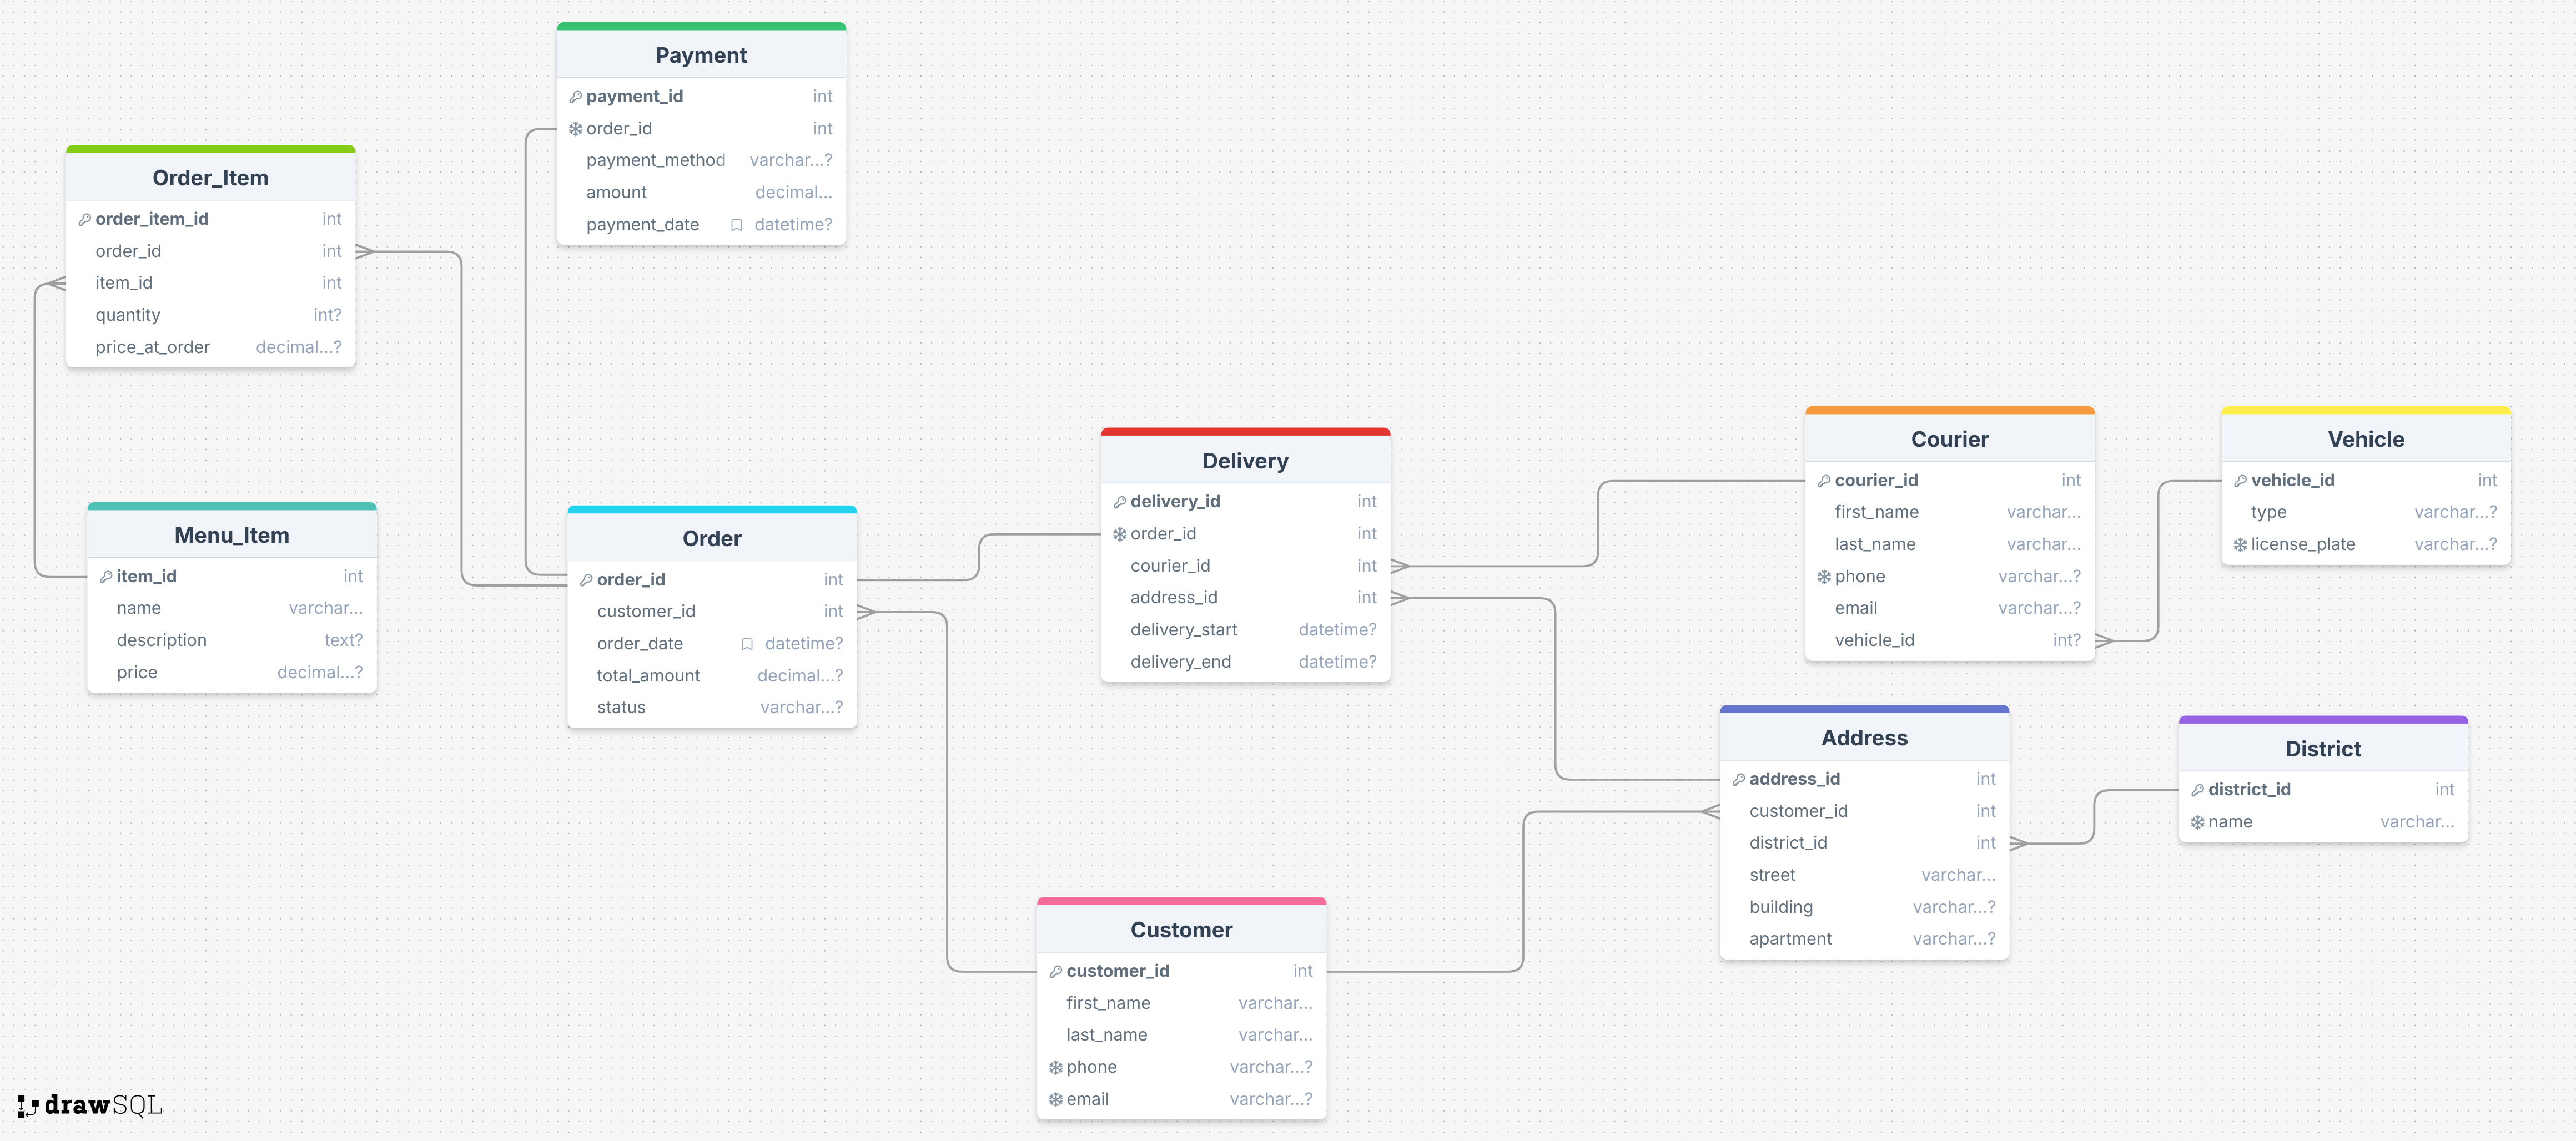 Payment
payment_id int
order_id int
payment_method varchar...?
amount decimal...
payment_date datetime?
Order_Item
order_item_id int
order_id int
item_id int
quantity int?
price_at_order decimal...?
Menu_Item
item_id int
name varchar...
description text?
price decimal...?
Order
order_id int
customer_id int
order_date datetime?
total_amount decimal...?
status varchar...?
Delivery
delivery_id int
order_id int
courier_id int
address_id int
delivery_start datetime?
delivery_end datetime?
Courier
courier_id int
first_name varchar...
last_name varchar...
phone varchar...?
email varchar...?
vehicle_id int?
Vehicle
vehicle_id int
type varchar...?
license_plate varchar...?
Address
address_id int
customer_id int
district_id int
street varchar...
building varchar...?
apartment varchar...?
District
district_id int
name varchar...
Customer
customer_id int
first_name varchar...
last_name varchar...
phone varchar...?
email varchar...?
drawSQL